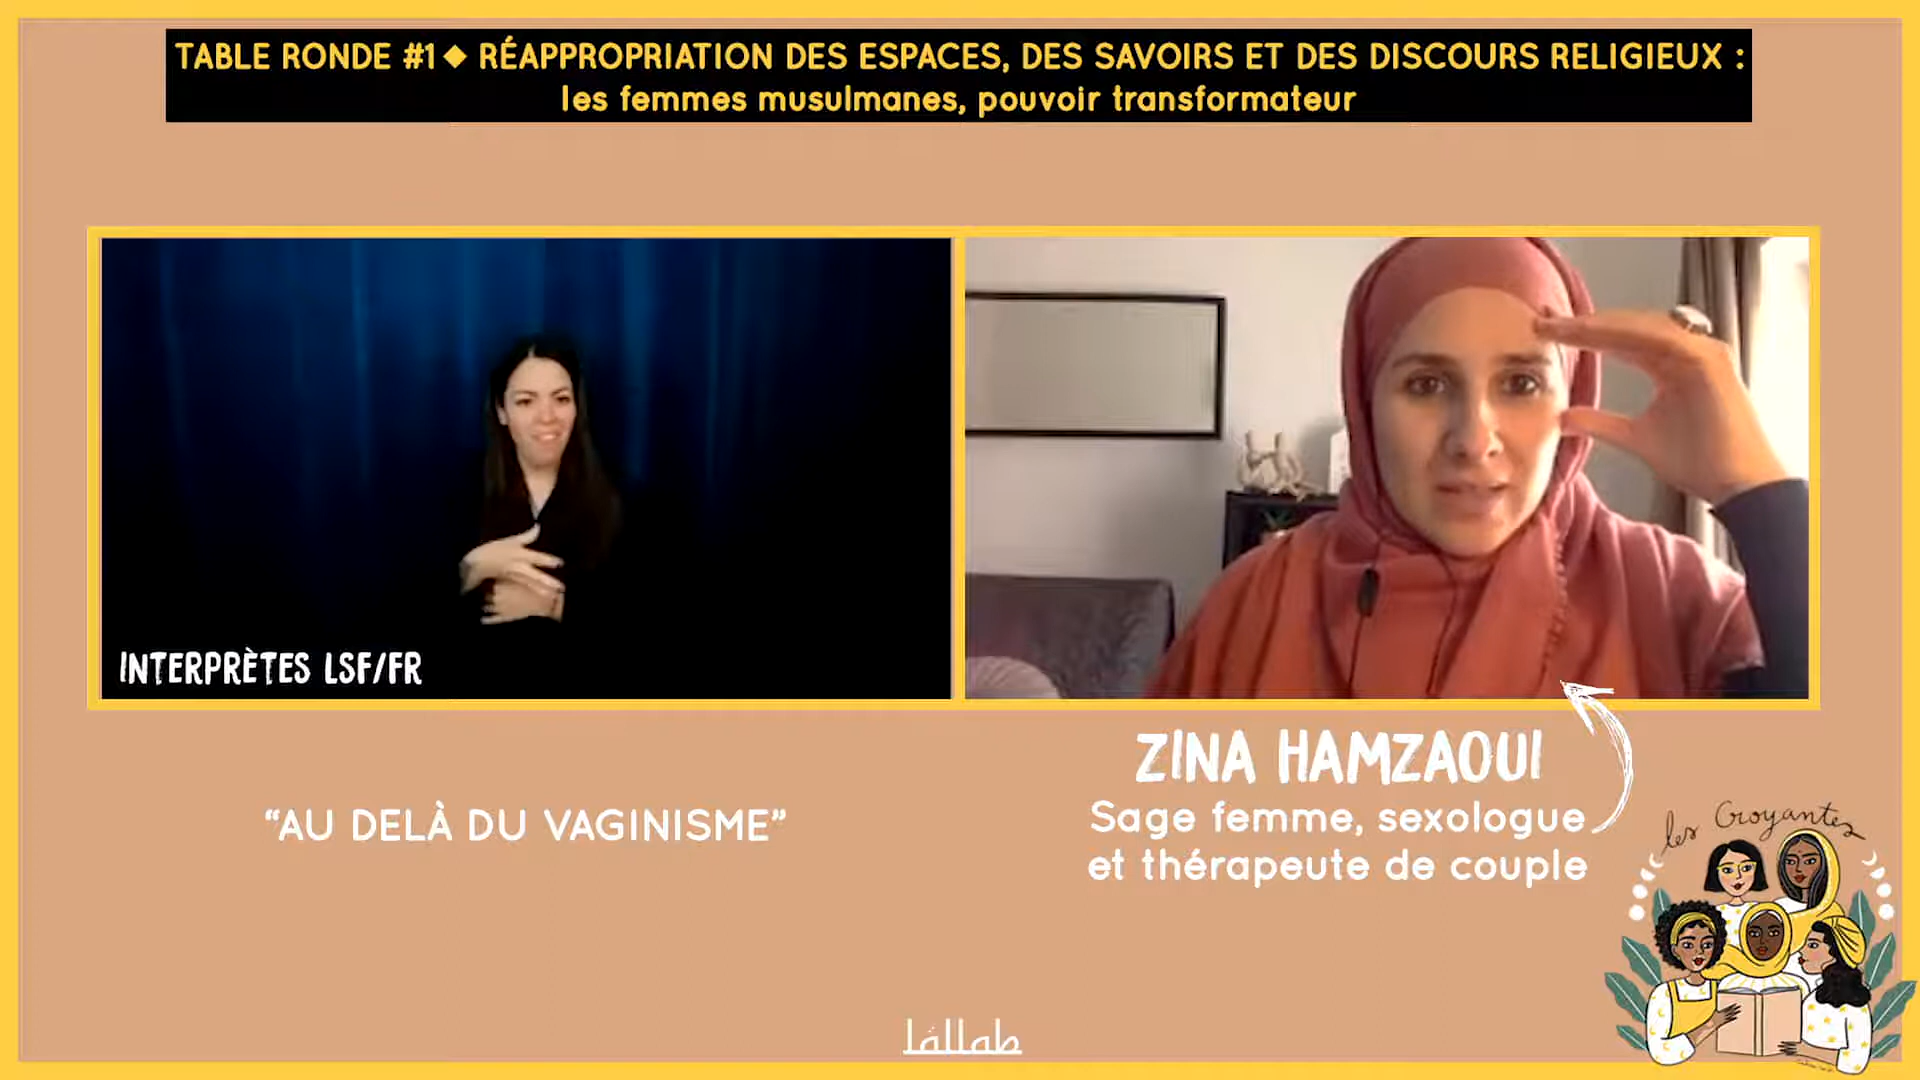 TABLE RONDE #1 ◆ RÉAPPROPRIATION DES ESPACES, DES SAVOIRS ET DES DISCOURS RELIGIEUX :
les femmes musulmanes, pouvoir transformateur
INTERPRÈTES LSF/FR
ZINA HAMZAOUI
Sage femme, sexologue
et thérapeute de couple
“AU DELÀ DU VAGINISME”
les Croyantes
lallab